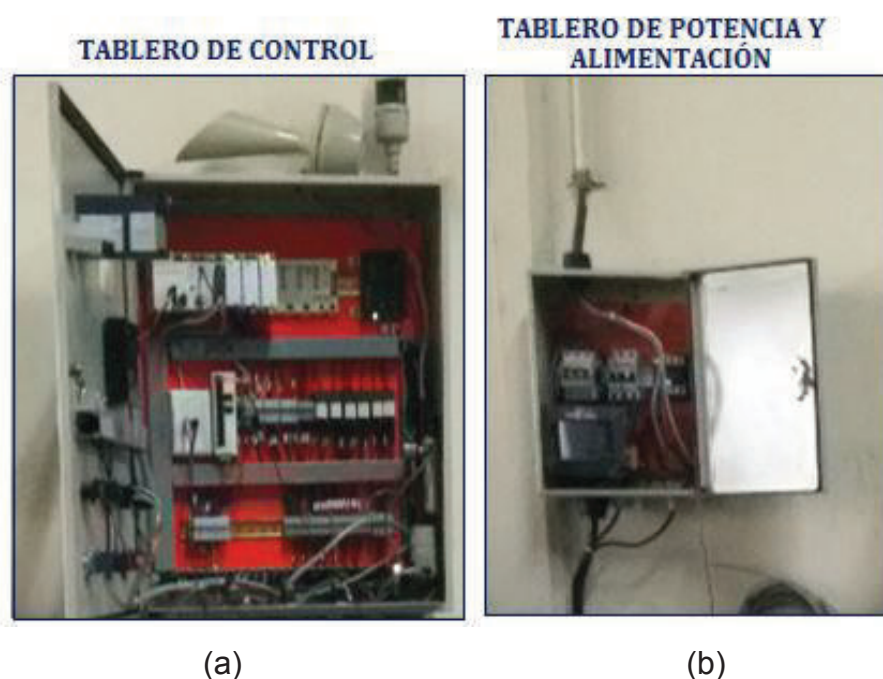 TABLERO DE CONTROL
TABLERO DE POTENCIA Y
ALIMENTACIÓN
(a)
(b)